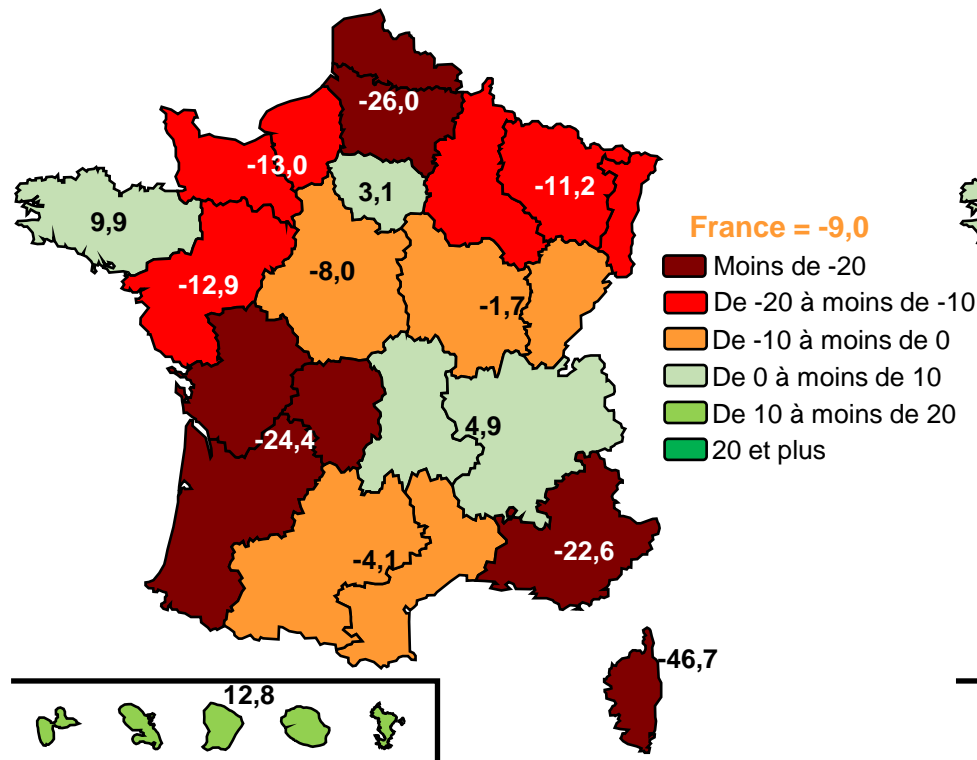 -26,0
-13,0
3,1
-11,2
9,9
-8,0
-12,9
-1,7
-24,4
4,9
-4,1
-22,6
-46,7
12,8
France = -9,0
Moins de -20
De -20 à moins de -10
De -10 à moins de 0
De 0 à moins de 10
De 10 à moins de 20
20 et plus